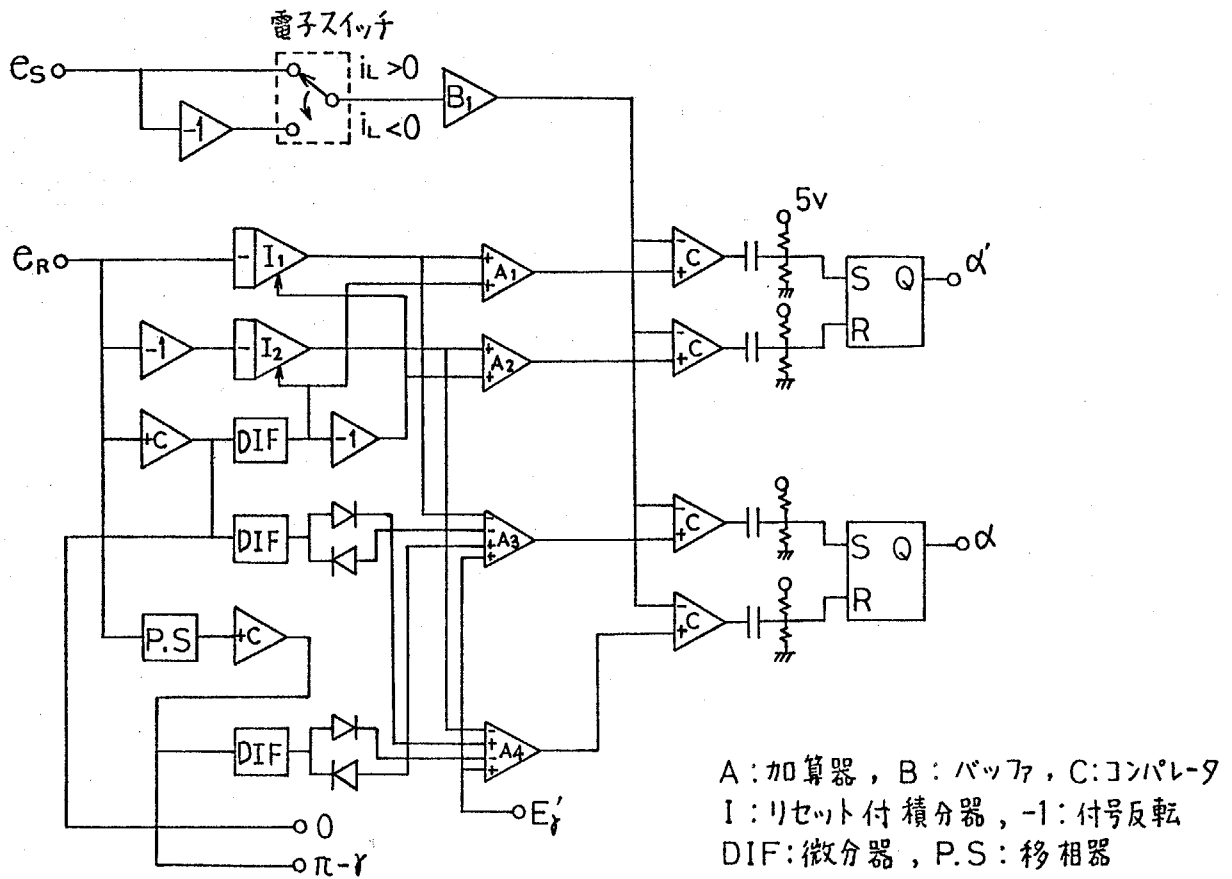 電子スイッチ
eS
iL>0
iL<0
-1
B1
5v
eR
- I1
+
+ A1
-
+ C
S Q α'
R
-1
- I2
+
+ A2
-
+ C
+C
DIF
-1
DIF
-
-
+
+ A3
-
+ C
S Q α
R
P.S
+C
-
+ C
DIF
-
+
-
+ A4
E'γ
0
π-γ
A:加算器, B:バッファ, C:コンパレータ
I:リセット付積分器, -1:付号反転
DIF:微分器, P.S:移相器